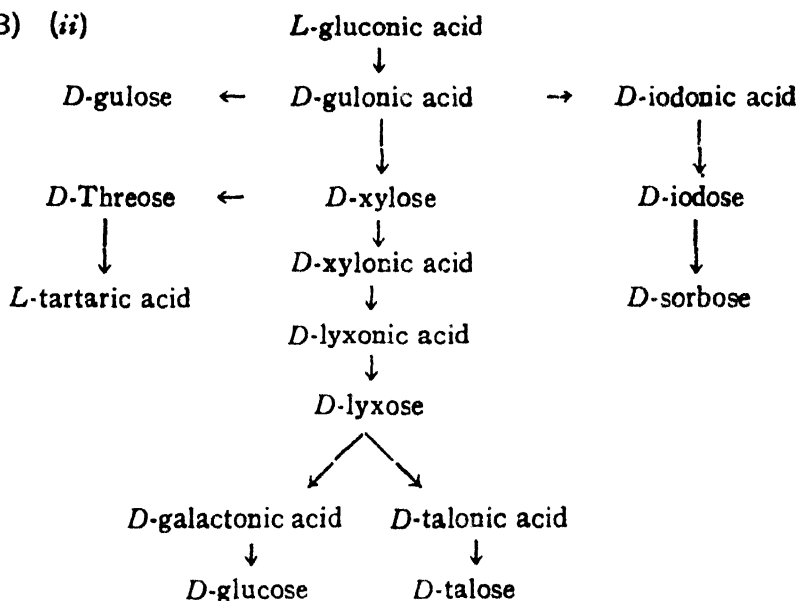 3) (ii) L-gluconic acid
↓
D-gulose ← D-gulonic acid → D-iodonic acid
↓ ↓
D-Threose ← D-xylose D-iodose
↓ ↓ ↓
D-xylonic acid
L-tartaric acid ↓ D-sorbose
D-lyxonic acid
↓
D-lyxose
D-galactonic acid D-talonic acid
↓ ↓
D-glucose D-talose